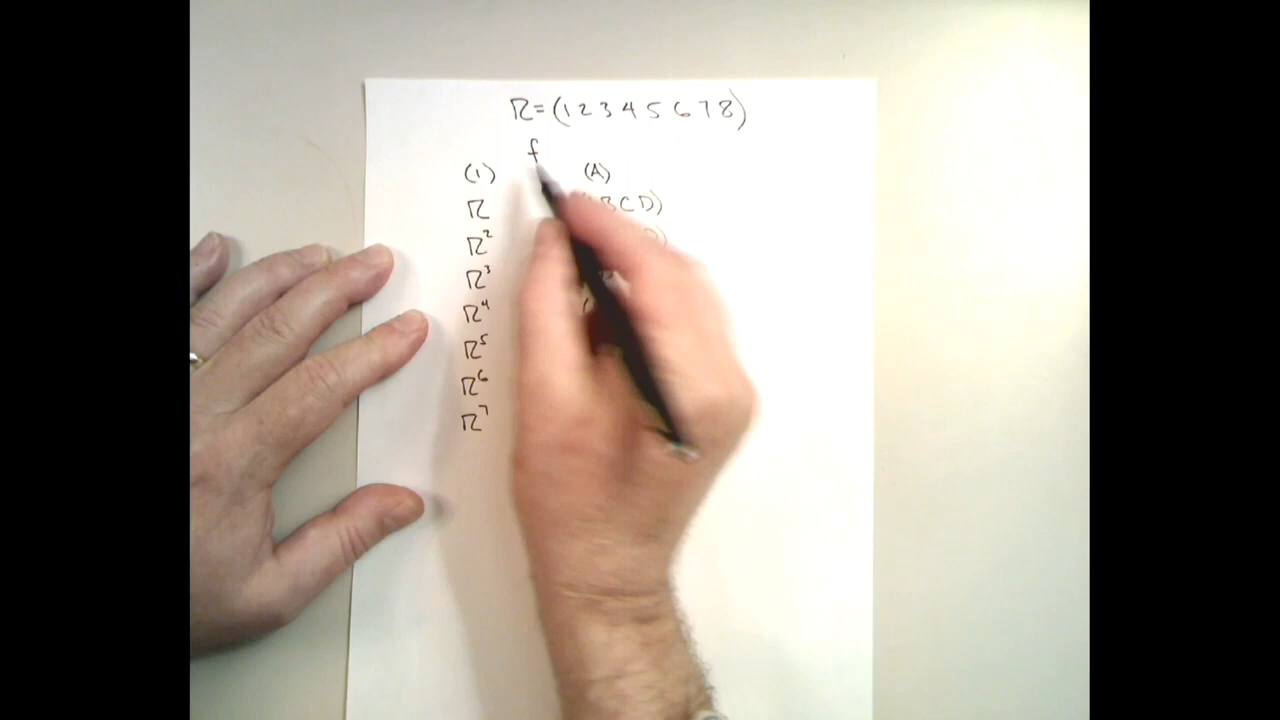 R=(1 2 3 4 5 6 7 8)
f
(1) (A)
R B C D)
R²
R³
R⁴
R⁵
R⁶
R⁷